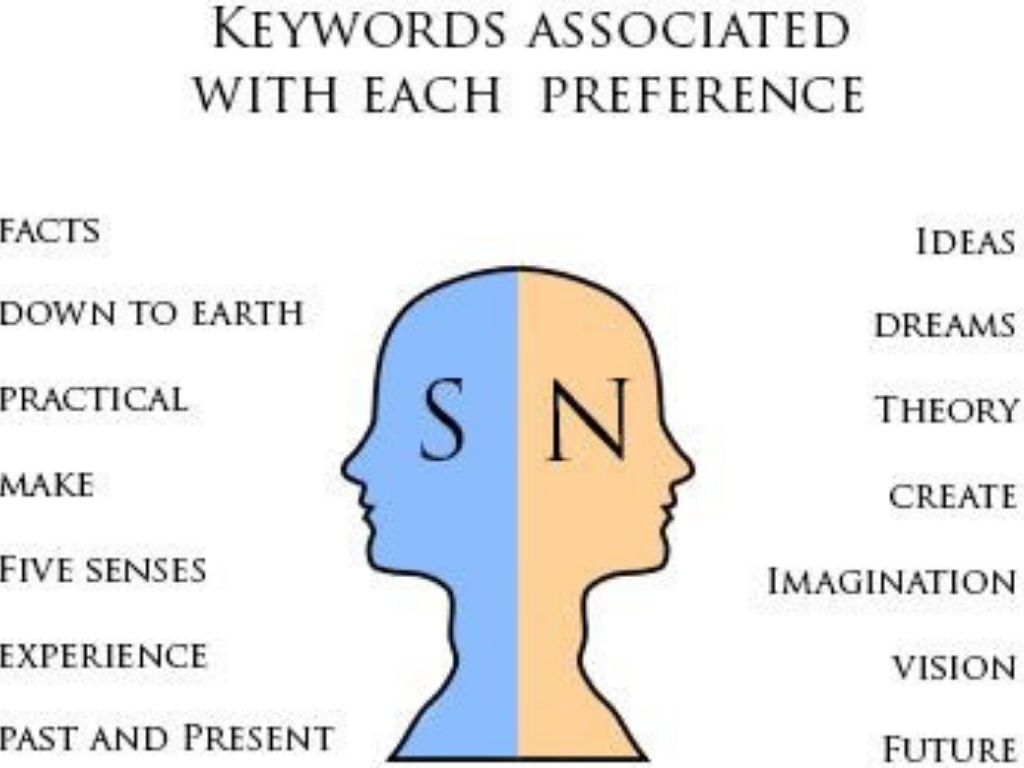 KEYWORDS ASSOCIATED
WITH EACH PREFERENCE
FACTS
IDEAS
DOWN TO EARTH
DREAMS
PRACTICAL
THEORY
S N
MAKE
CREATE
FIVE SENSES
IMAGINATION
EXPERIENCE
VISION
PAST AND PRESENT
FUTURE